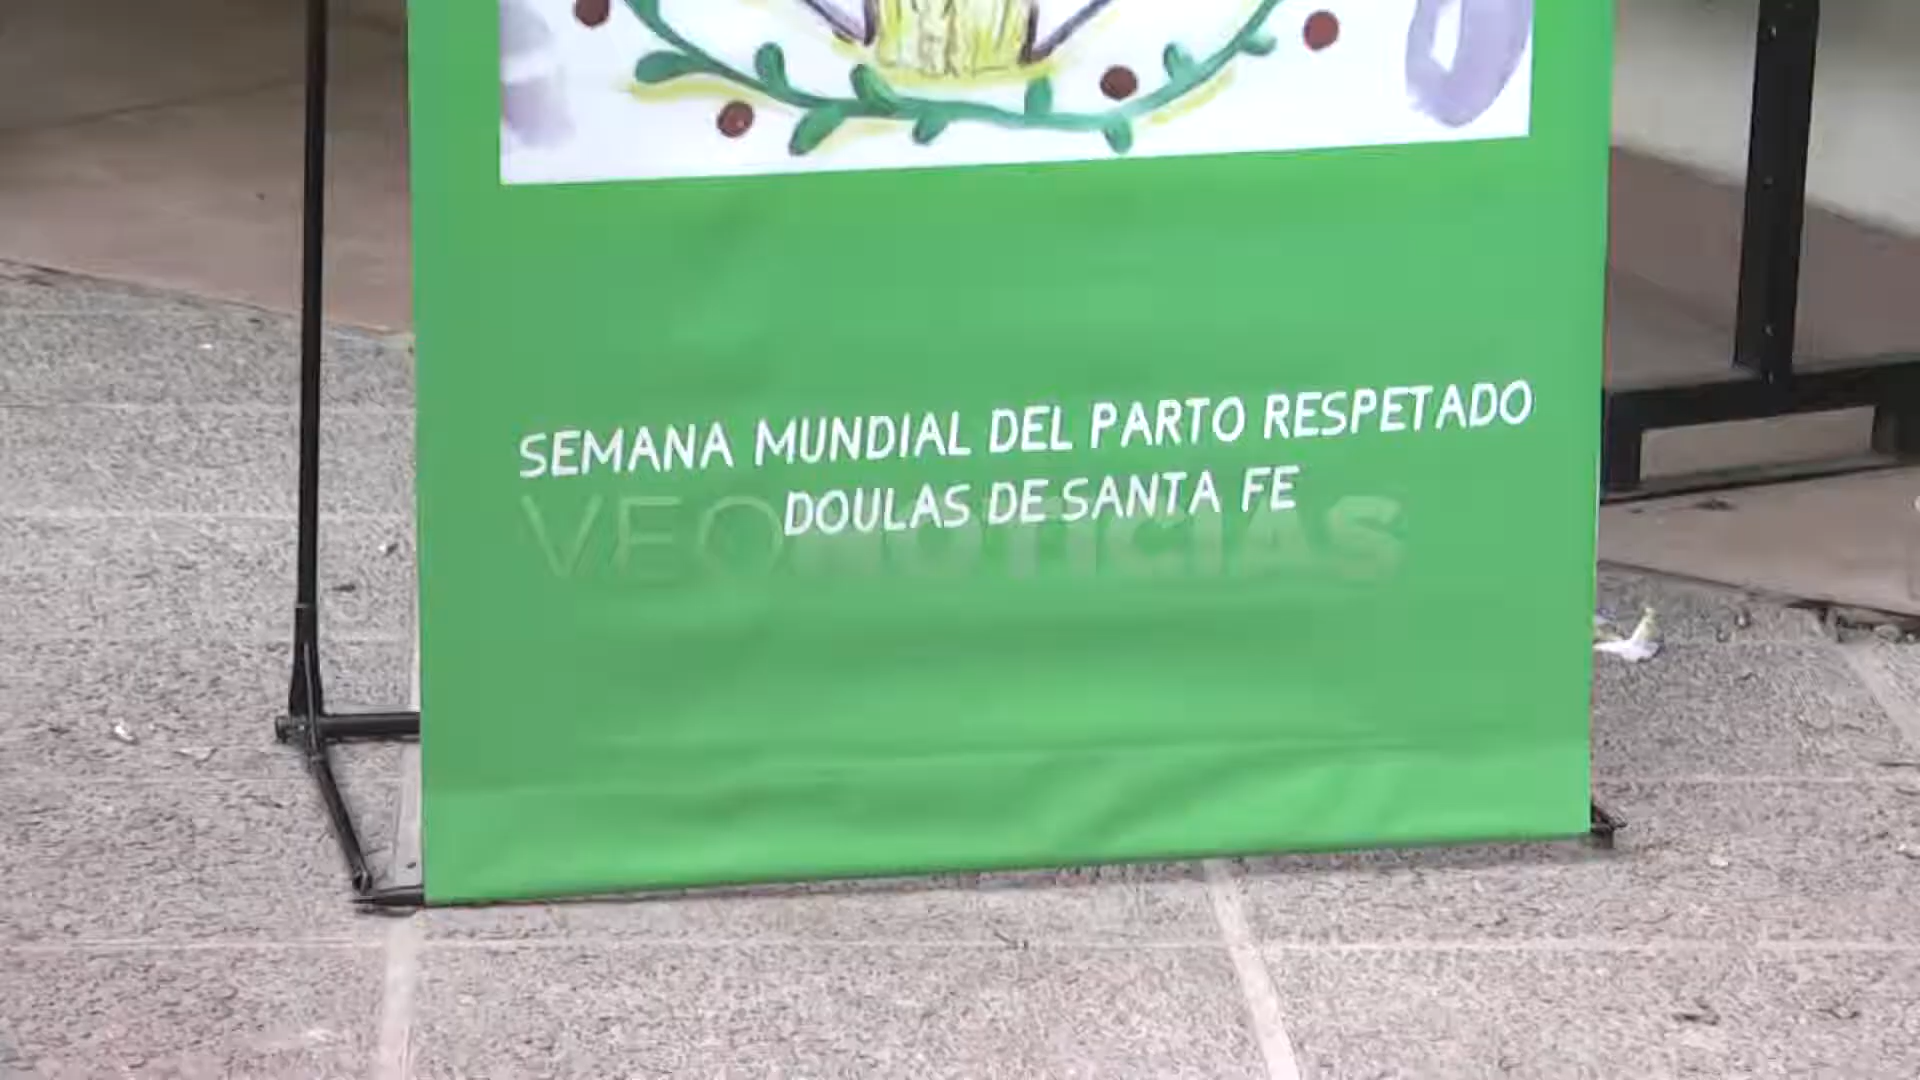 SEMANA MUNDIAL DEL PARTO RESPETADO
DOULAS DE SANTA FE
VEONOTICIAS